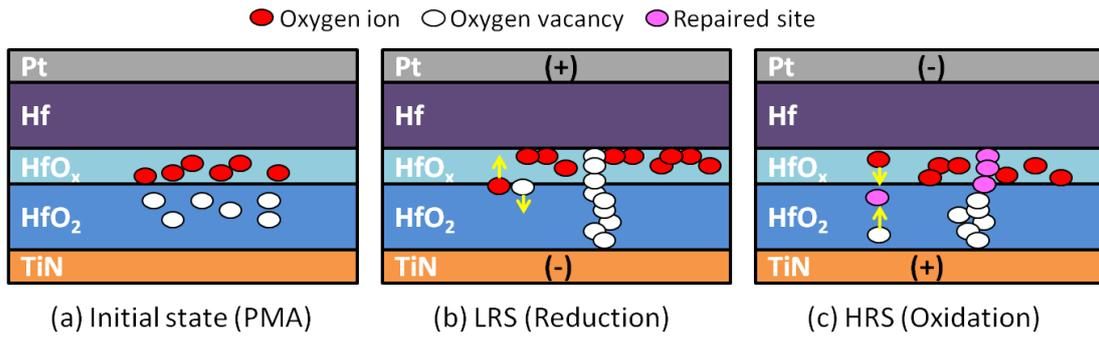 Oxygen ion Oxygen vacancy Repaired site
Pt
Hf
HfOₓ
HfO₂
TiN
(a) Initial state (PMA)
Pt (+)
Hf
HfOₓ
HfO₂
TiN (-)
(b) LRS (Reduction)
Pt (-)
Hf
HfOₓ
HfO₂
TiN (+)
(c) HRS (Oxidation)